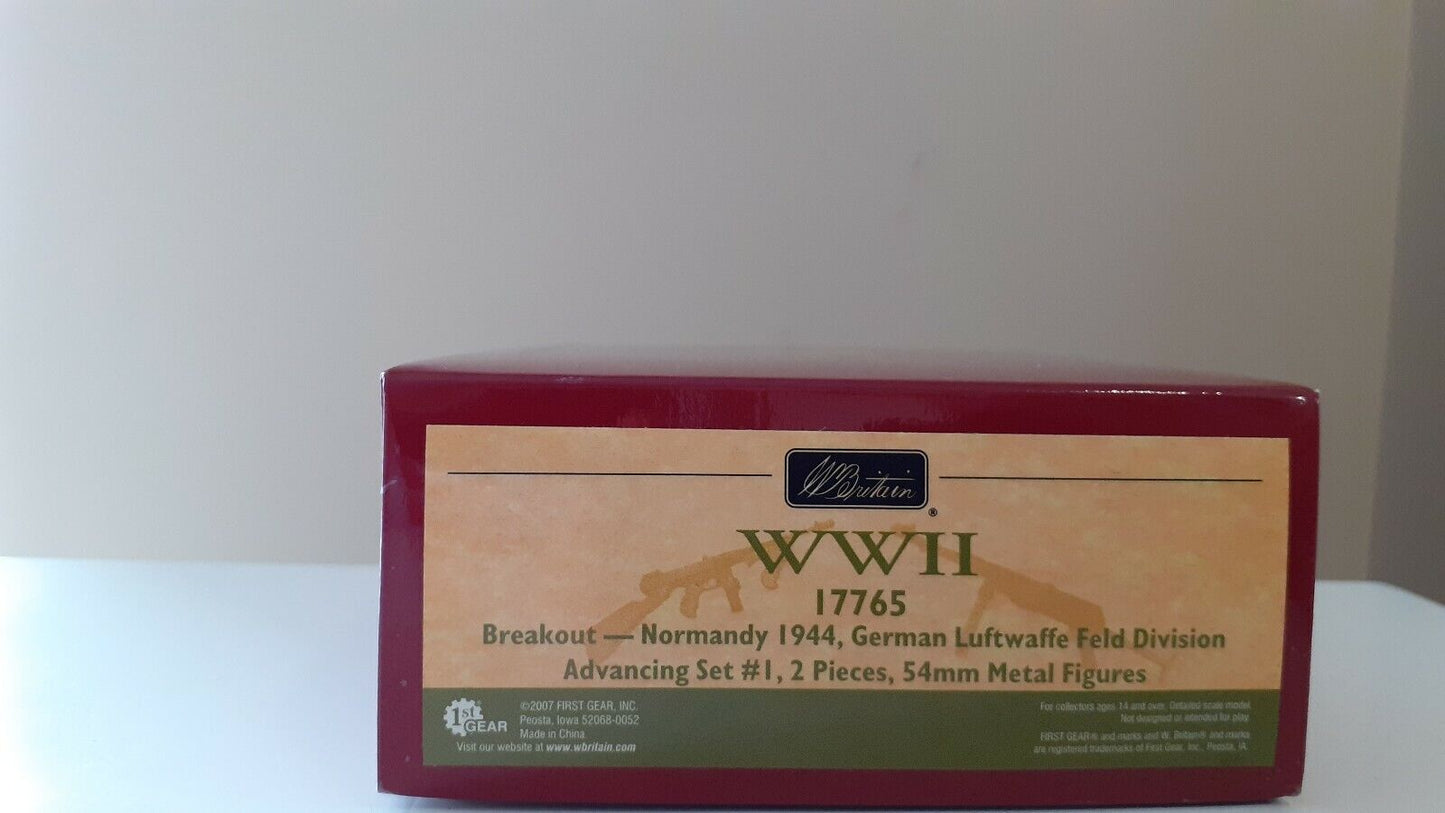 W Britain ®
WWII
17765
Breakout — Normandy 1944, German Luftwaffe Feld Division
Advancing Set #1, 2 Pieces, 54mm Metal Figures
1st GEAR
©2007 FIRST GEAR, INC.
Peosta, Iowa 52068-0052
Made in China
Visit our website at www.wbritain.com
For collectors ages 14 and over. Detailed scale model.
Not designed or intended for play.
FIRST GEAR® and marks and W. Britain® and marks
are registered trademarks of First Gear, Inc., Peosta, IA.